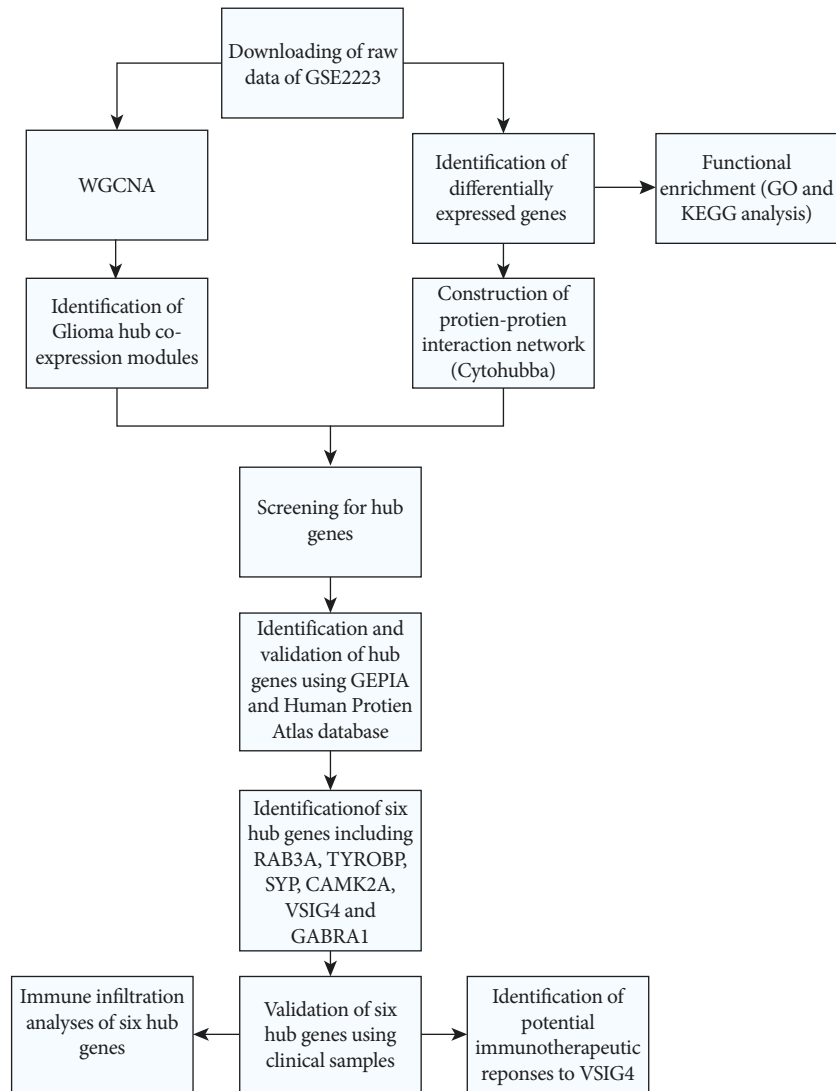 Downloading of raw
data of GSE2223
WGCNA
Identification of
differentially
expressed genes
Functional
enrichment (GO and
KEGG analysis)
Identification of
Glioma hub co-
expression modules
Construction of
protien-protien
interaction network
(Cytohubba)
Screening for hub
genes
Identification and
validation of hub
genes using GEPIA
and Human Protien
Atlas database
Identificationof six
hub genes including
RAB3A, TYROBP,
SYP, CAMK2A,
VSIG4 and
GABRA1
Immune infiltration
analyses of six hub
genes
Validation of six
hub genes using
clinical samples
Identification of
potential
immunotherapeutic
reponses to VSIG4